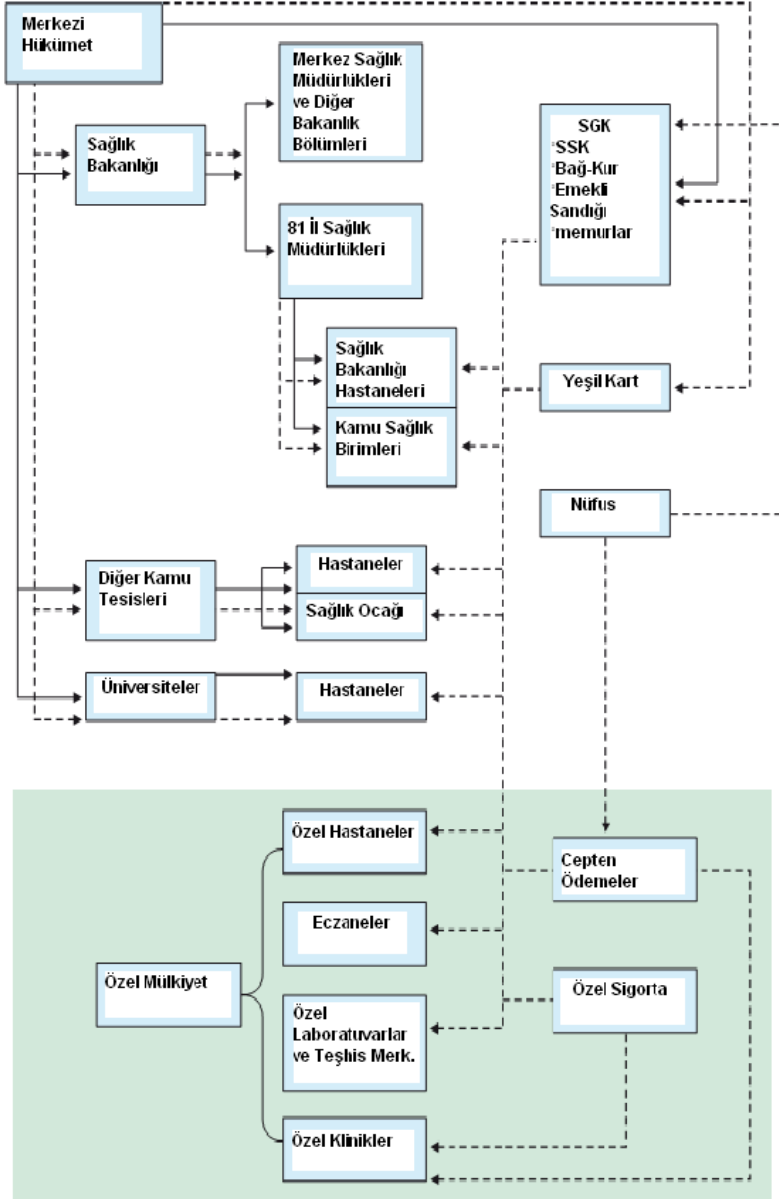 Merkezi
Hükümet
Merkez Sağlık
Müdürlükleri
ve Diğer
Bakanlık
Bölümleri
Sağlık
Bakanlığı
SGK
*SSK
*Bağ-Kur
*Emekli
Sandığı
*memurlar
81 İl Sağlık
Müdürlükleri
Sağlık
Bakanlığı
Hastaneleri
Kamu Sağlık
Birimleri
Yeşil Kart
Nüfus
Diğer Kamu
Tesisleri
Hastaneler
Sağlık Ocağı
Üniversiteler
Hastaneler
Özel Hastaneler
Cepten
Ödemeler
Eczaneler
Özel Mülkiyet
Özel Sigorta
Özel
Laboratuvarlar
ve Teşhis Merk.
Özel Klinikler